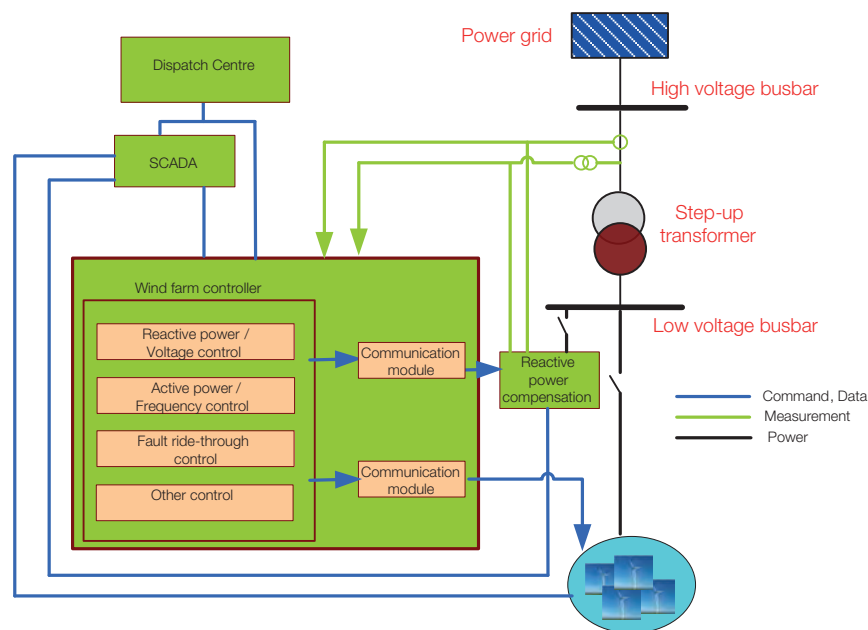 Power grid
Dispatch Centre
High voltage busbar
SCADA
Step-up
transformer
Wind farm controller
Low voltage busbar
Reactive power /
Voltage control
Communication
module
Reactive
power
compensation
Active power /
Frequency control
Command, Data
Measurement
Power
Fault ride-through
control
Communication
module
Other control